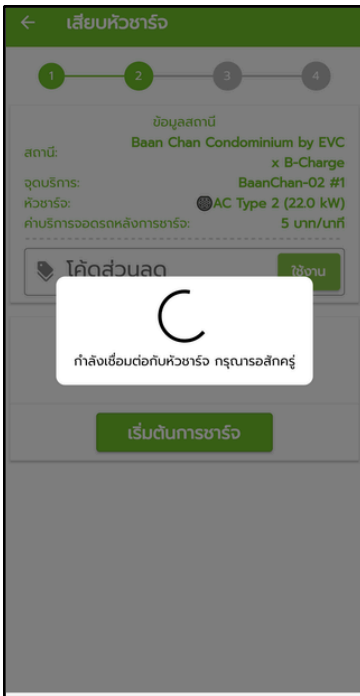 เสียบหัวชาร์จ
1 2 3 4
ข้อมูลสถานี
สถานี: Baan Chan Condominium by EVC
x B-Charge
จุดบริการ: BaanChan-02 #1
หัวชาร์จ: AC Type 2 (22.0 kW)
ค่าบริการจอดรถหลังการชาร์จ: 5 บาท/นาที
โค้ดส่วนลด ใช้งาน
กำลังเชื่อมต่อกับหัวชาร์จ กรุณารอสักครู่
เริ่มต้นการชาร์จ